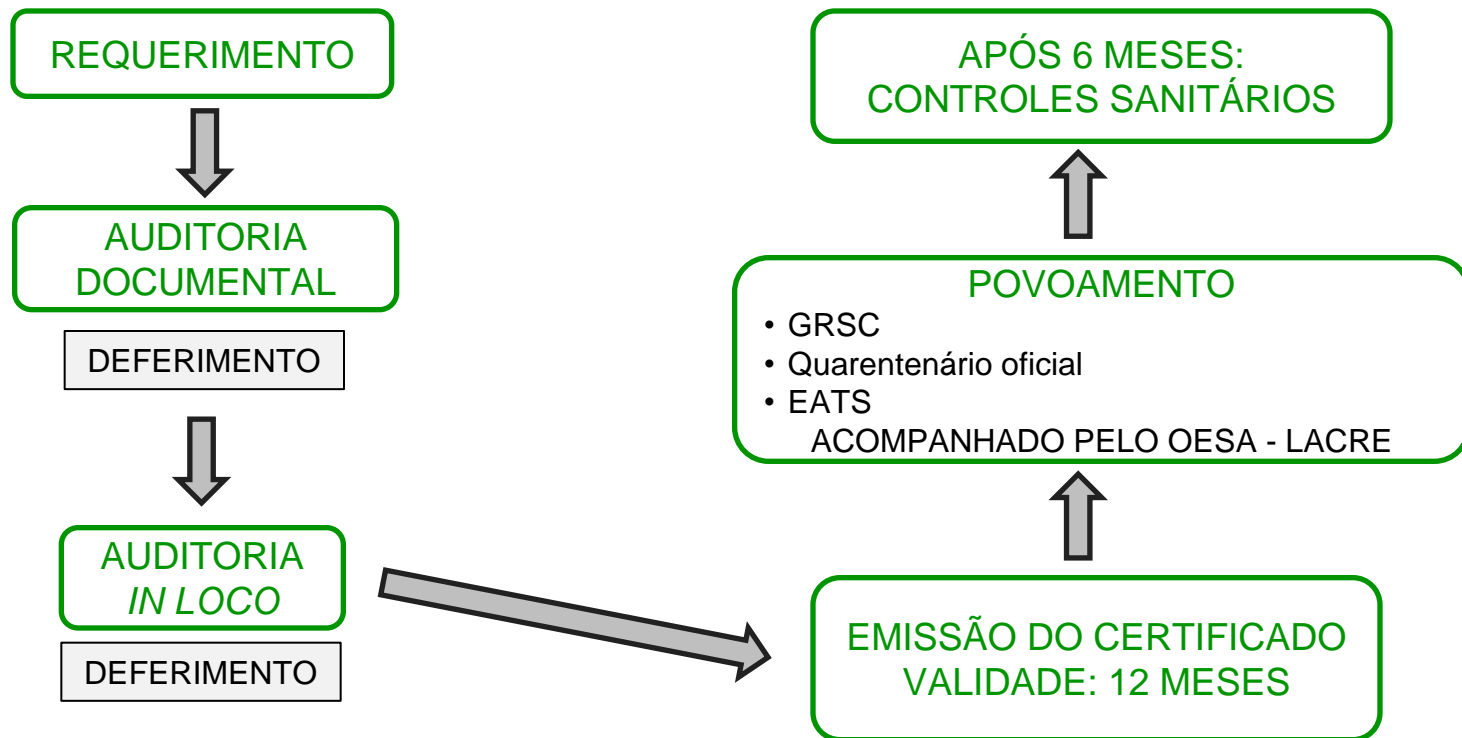 REQUERIMENTO
AUDITORIA
DOCUMENTAL
DEFERIMENTO
AUDITORIA
IN LOCO
DEFERIMENTO
EMISSÃO DO CERTIFICADO
VALIDADE: 12 MESES
POVOAMENTO
• GRSC
• Quarentenário oficial
• EATS
ACOMPANHADO PELO OESA - LACRE
APÓS 6 MESES:
CONTROLES SANITÁRIOS